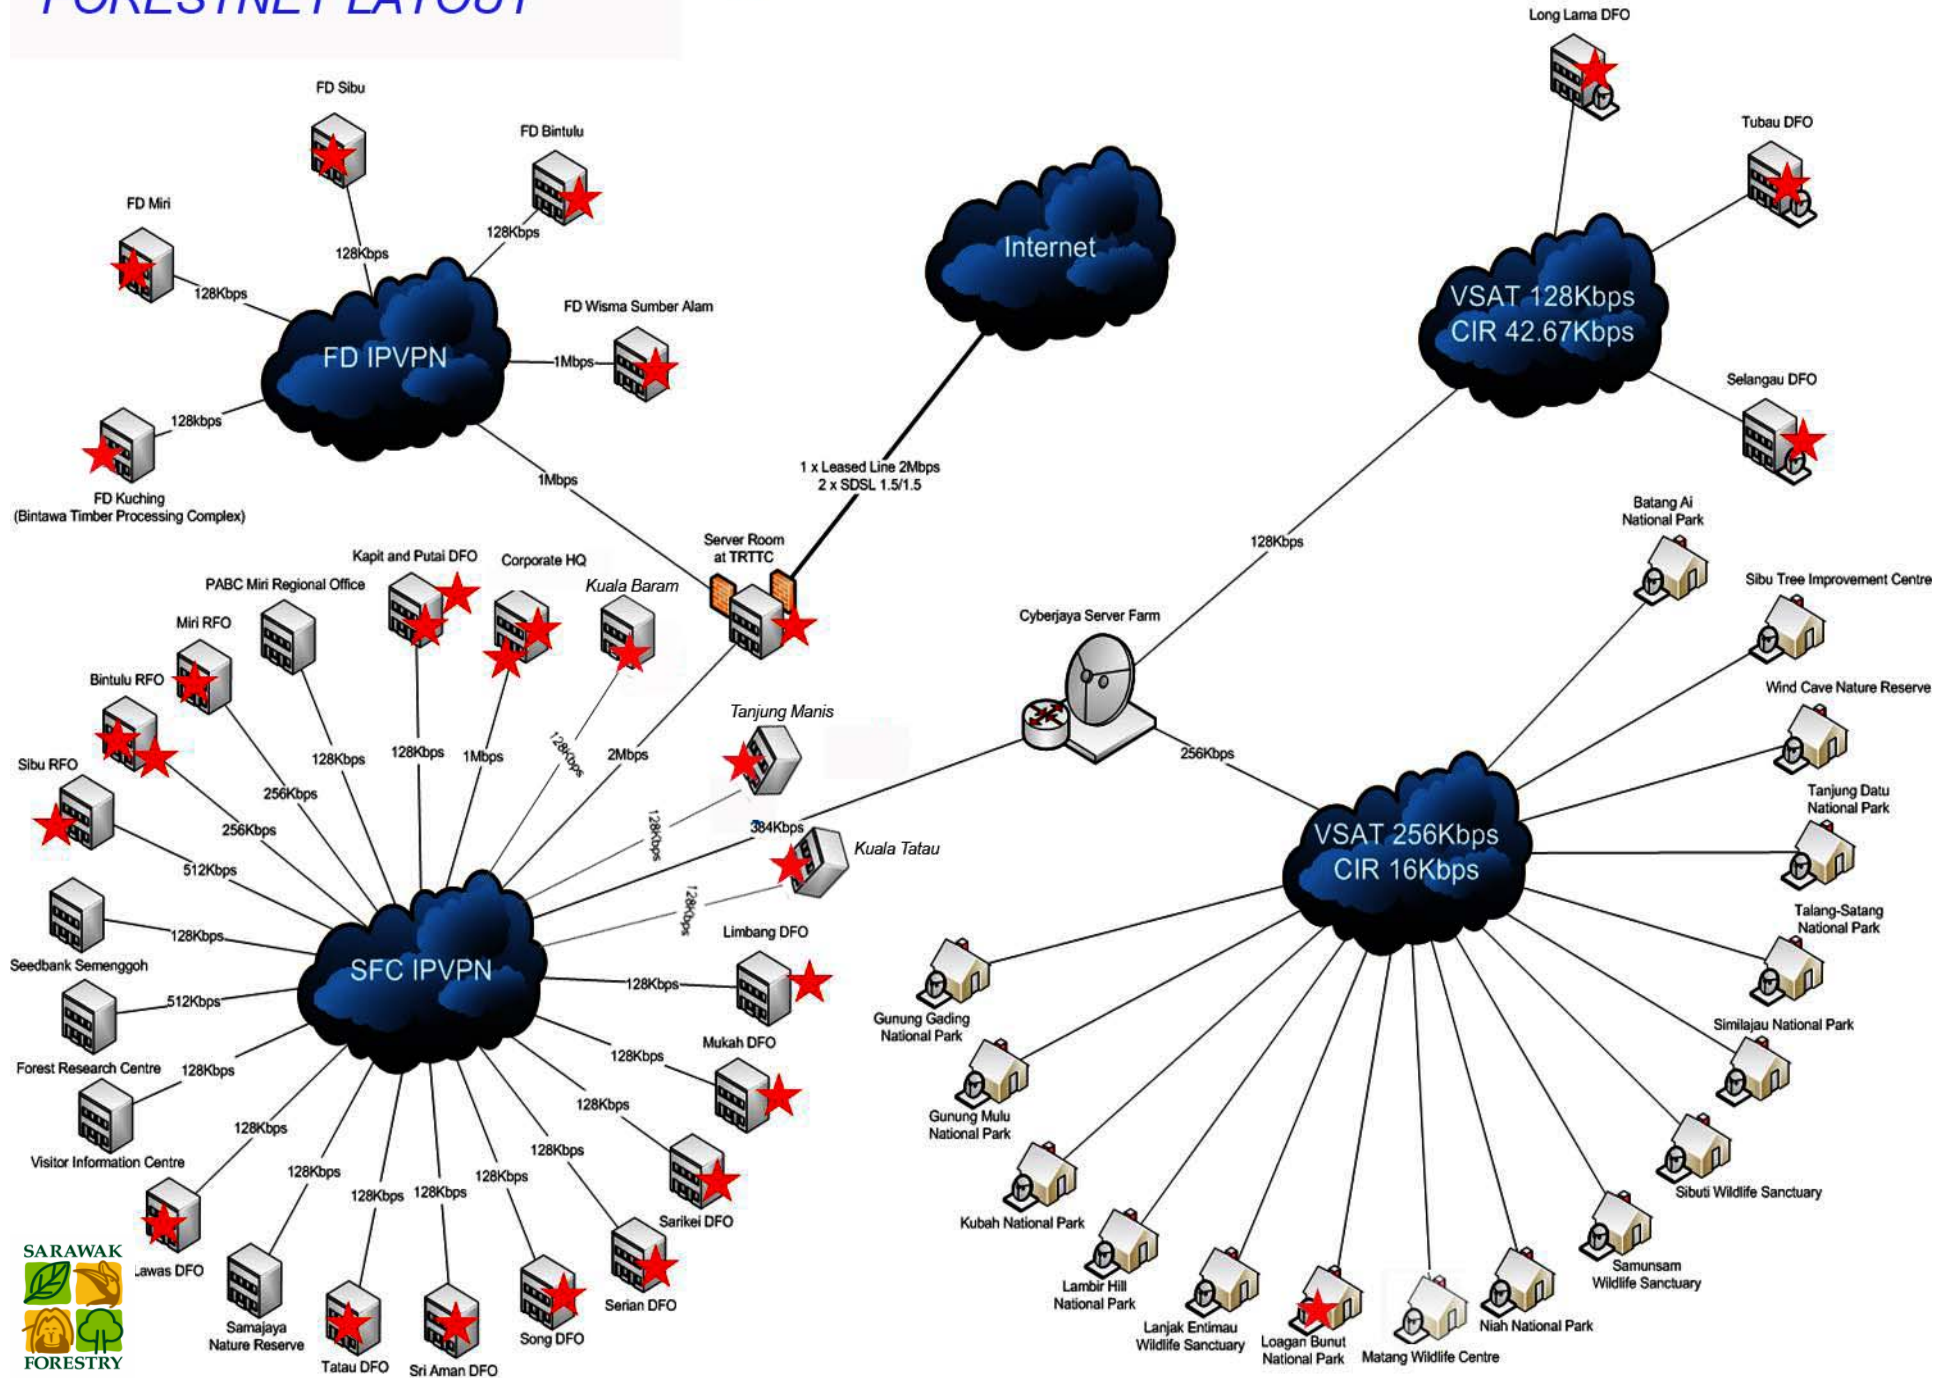 FORESTNET LAYOUT
Long Lama DFO
FD Sibu
Tubau DFO
FD Bintulu
FD Miri
128Kbps
128Kbps
128Kbps
Internet
VSAT 128Kbps
CIR 42.67Kbps
FD Wisma Sumber Alam
FD IPVPN
1Mbps
Selangau DFO
128kbps
1 x Leased Line 2Mbps
2 x SDSL 1.5/1.5
1Mbps
FD Kuching
(Bintawa Timber Processing Complex)
Batang Ai
National Park
128Kbps
Server Room
at TRTTC
Kapit and Putai DFO
Corporate HQ
Kuala Baram
PABC Miri Regional Office
Sibu Tree Improvement Centre
Cyberjaya Server Farm
Miri RFO
Bintulu RFO
Wind Cave Nature Reserve
Tanjung Manis
128Kbps
128Kbps
1Mbps
128Kbps
2Mbps
256Kbps
Sibu RFO
256Kbps
Tanjung Datu
National Park
256Kbps
128Kbps
384Kbps
VSAT 256Kbps
CIR 16Kbps
Kuala Tatau
512Kbps
128Kbps
Talang-Satang
National Park
Limbang DFO
128Kbps
Seedbank Semenggoh
SFC IPVPN
128Kbps
512Kbps
Gunung Gading
National Park
Similajau National Park
Mukah DFO
128Kbps
Forest Research Centre
128Kbps
128Kbps
Gunung Mulu
National Park
128Kbps
128Kbps
Visitor Information Centre
128Kbps
128Kbps
128Kbps
128Kbps
Sibuti Wildlife Sanctuary
Sarikei DFO
Kubah National Park
SARAWAK
FORESTRY
Lawas DFO
Samunsam
Wildlife Sanctuary
Lambir Hill
National Park
Serian DFO
Samajaya
Nature Reserve
Song DFO
Tatau DFO
Sri Aman DFO
Lanjak Entimau
Wildlife Sanctuary
Loagan Bunut
National Park
Matang Wildlife Centre
Niah National Park